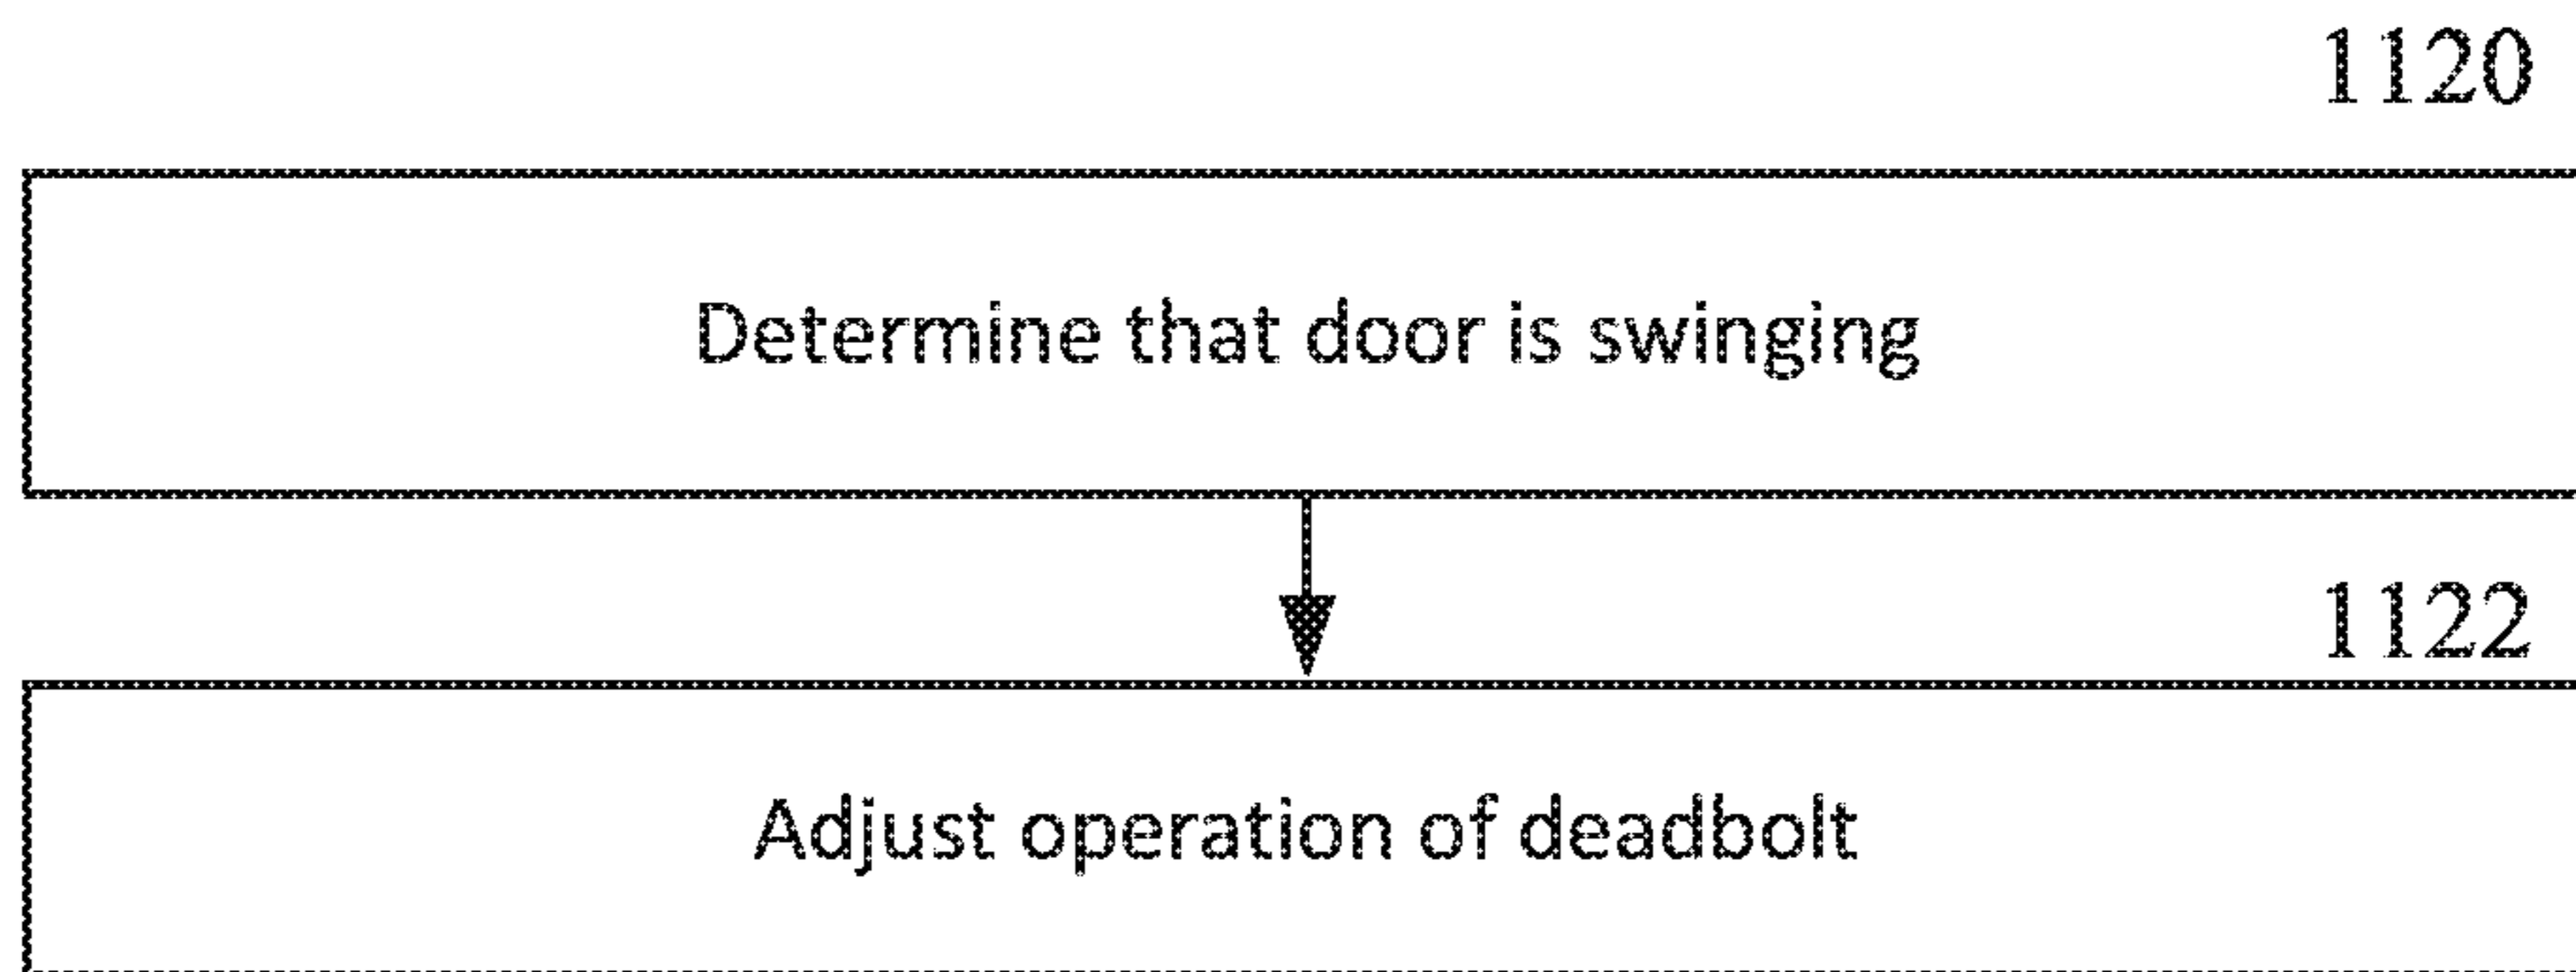 1120
Determine that door is swinging
1122
Adjust operation of deadbolt